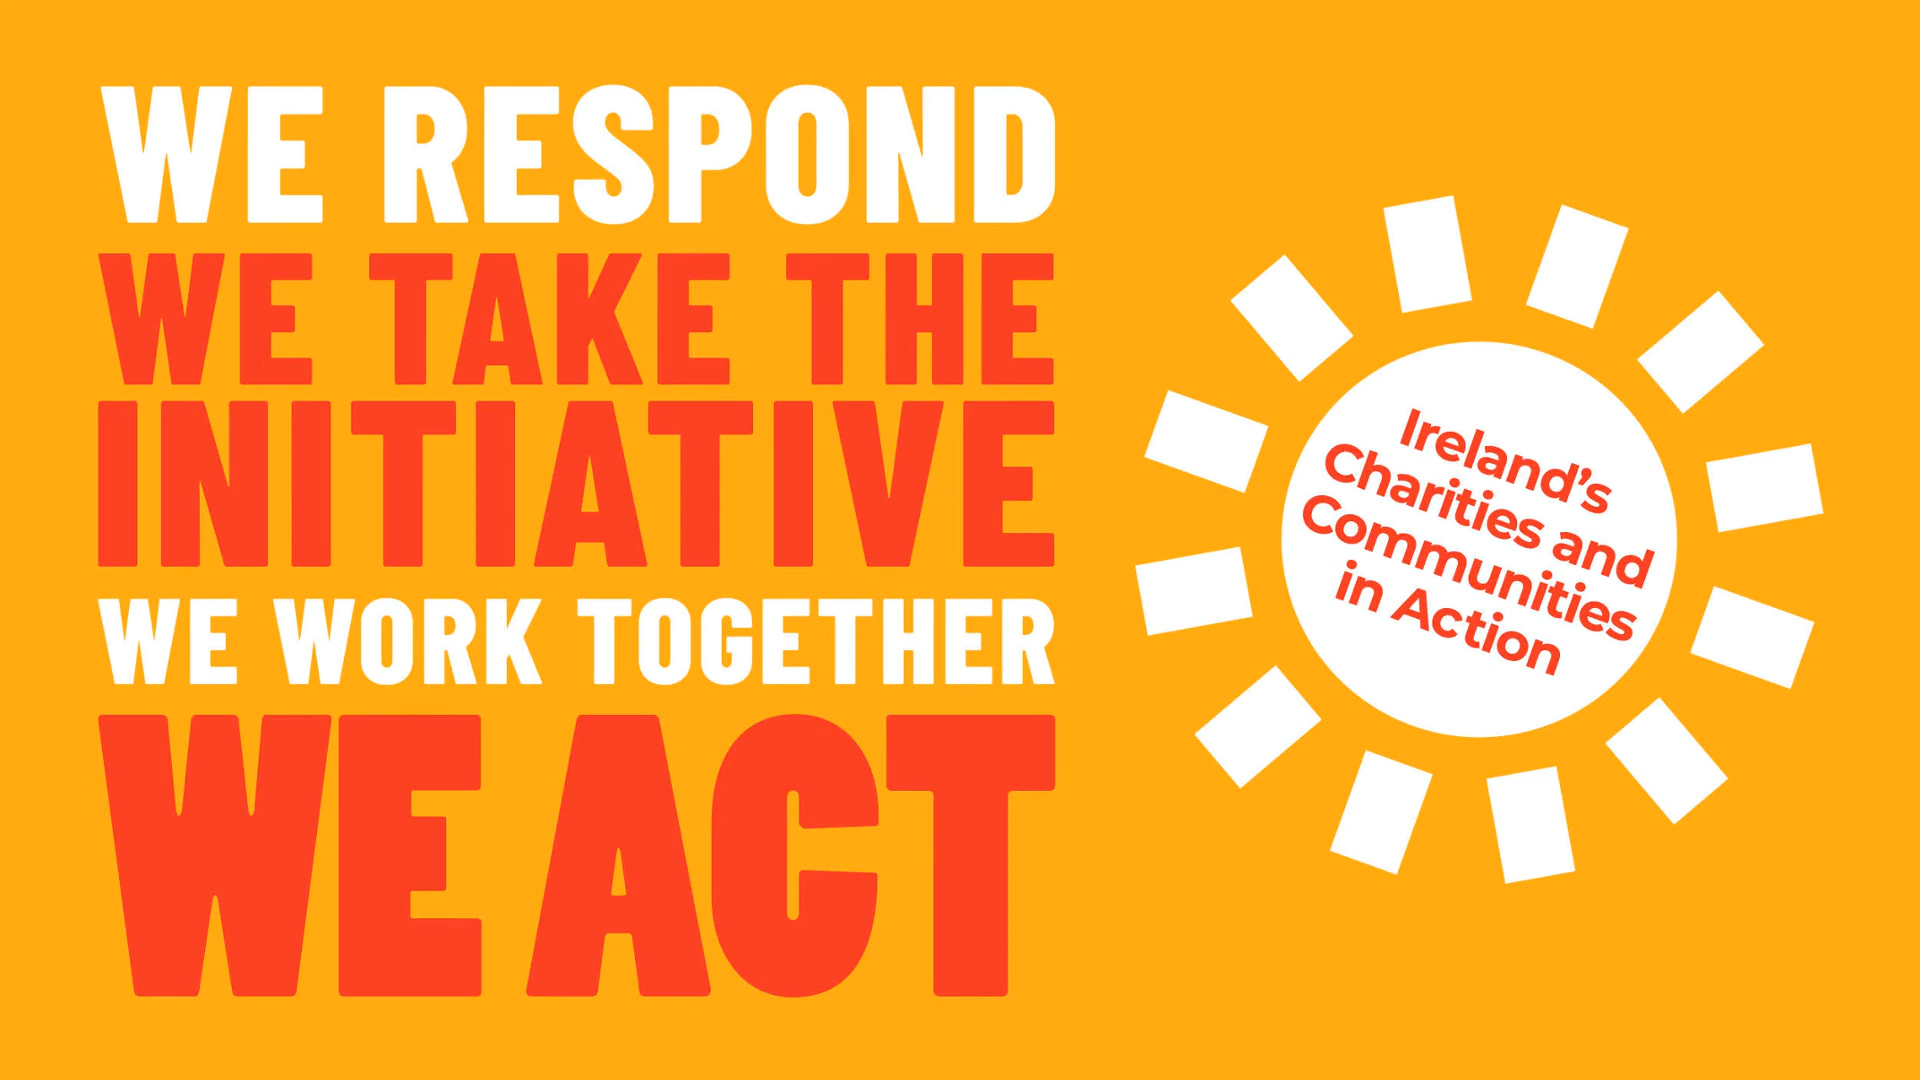 WE RESPOND
WE TAKE THE
INITIATIVE
WE WORK TOGETHER
WE ACT
Ireland’s
Charities and
Communities
in Action